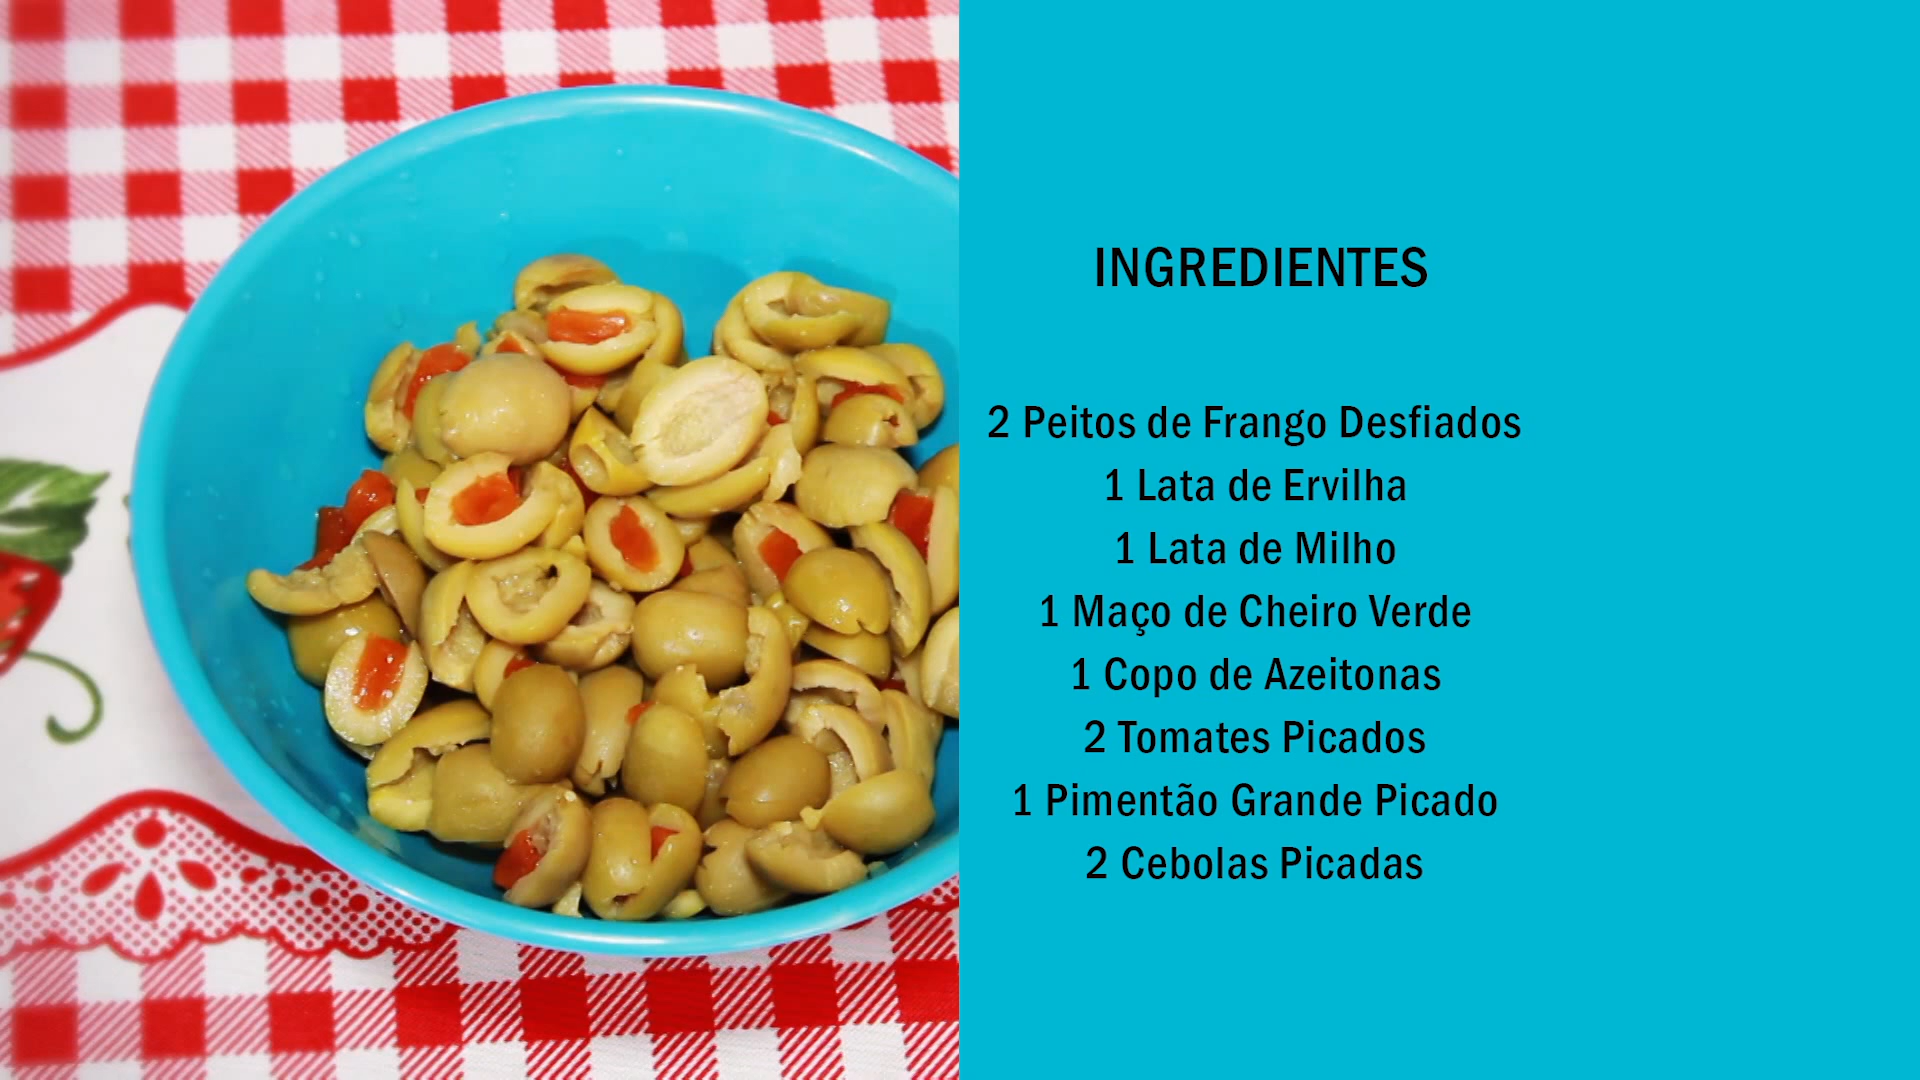 INGREDIENTES
2 Peitos de Frango Desfiados
1 Lata de Ervilha
1 Lata de Milho
1 Maço de Cheiro Verde
1 Copo de Azeitonas
2 Tomates Picados
1 Pimentão Grande Picado
2 Cebolas Picadas